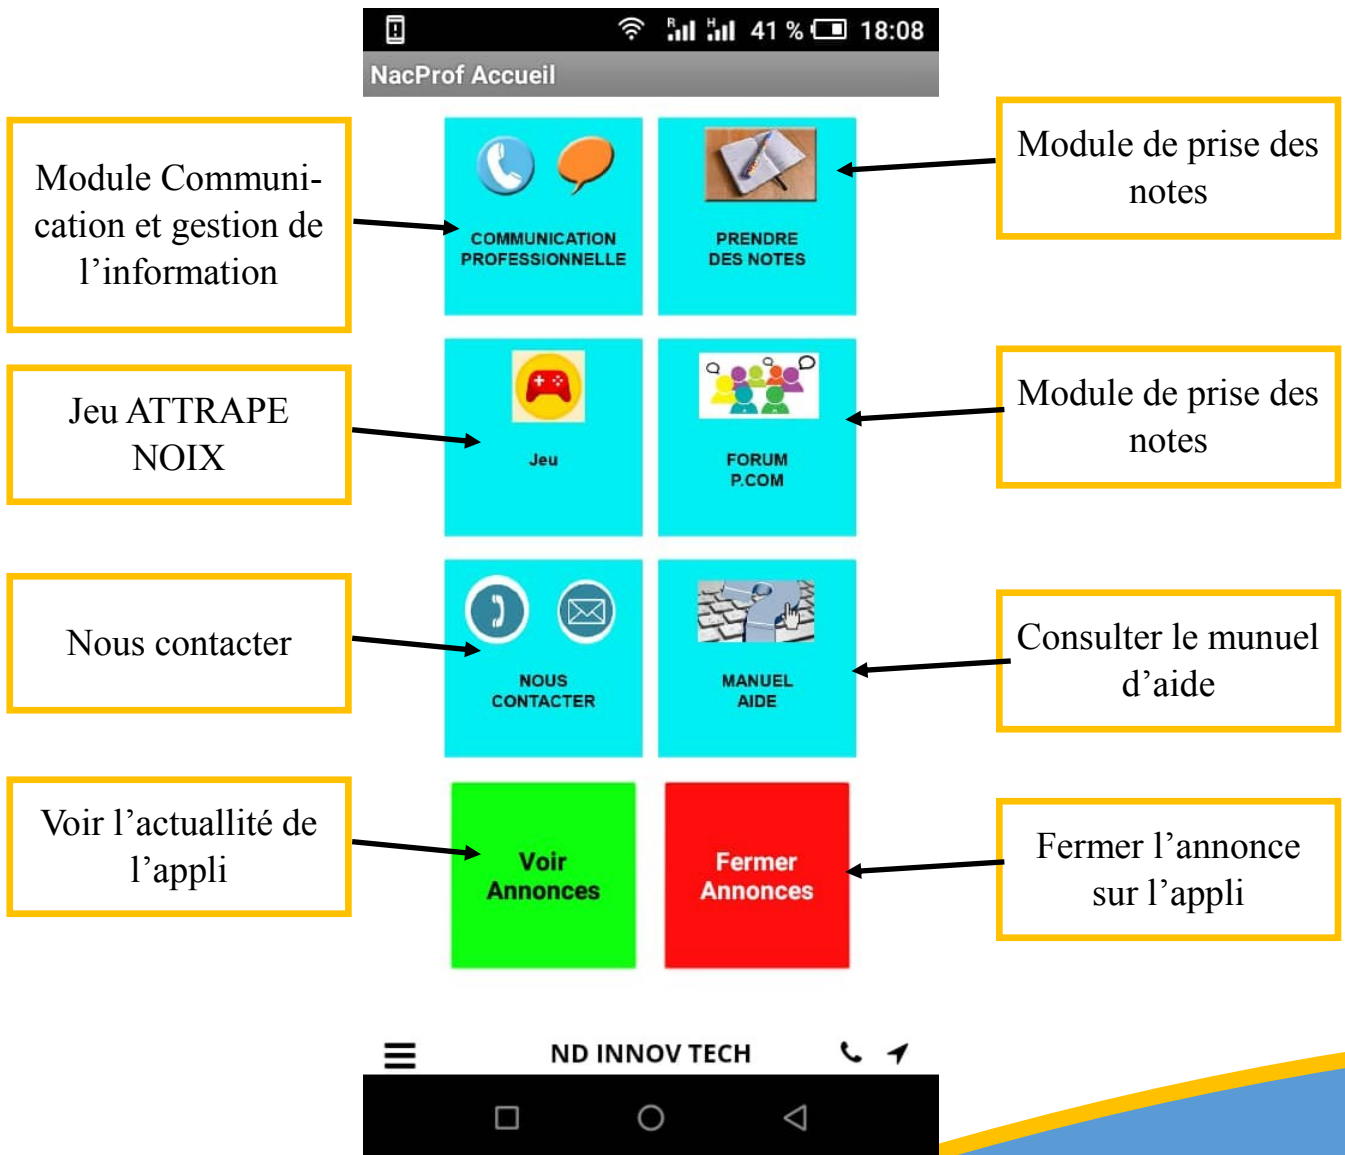 R H 41 % 18:08
NacProf Accueil
Module Communi-
cation et gestion de
l’information
COMMUNICATION
PROFESSIONNELLE
PRENDRE
DES NOTES
Module de prise des
notes
Jeu ATTRAPE
NOIX
Jeu
FORUM
P.COM
Module de prise des
notes
Nous contacter
NOUS
CONTACTER
MANUEL
AIDE
Consulter le munuel
d’aide
Voir l’actuallité de
l’appli
Voir
Annonces
Fermer
Annonces
Fermer l’annonce
sur l’appli
ND INNOV TECH